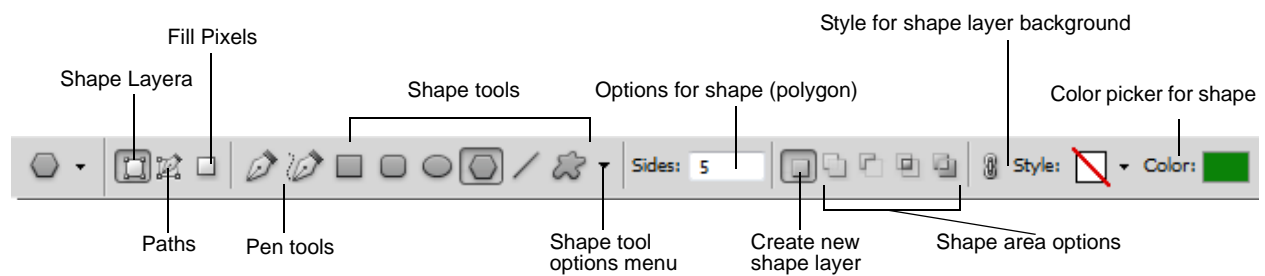 Style for shape layer background
Fill Pixels
Shape Layera
Shape tools
Options for shape (polygon)
Color picker for shape
Sides: 5
Style:
Color:
Paths
Pen tools
Shape tool
options menu
Create new
shape layer
Shape area options